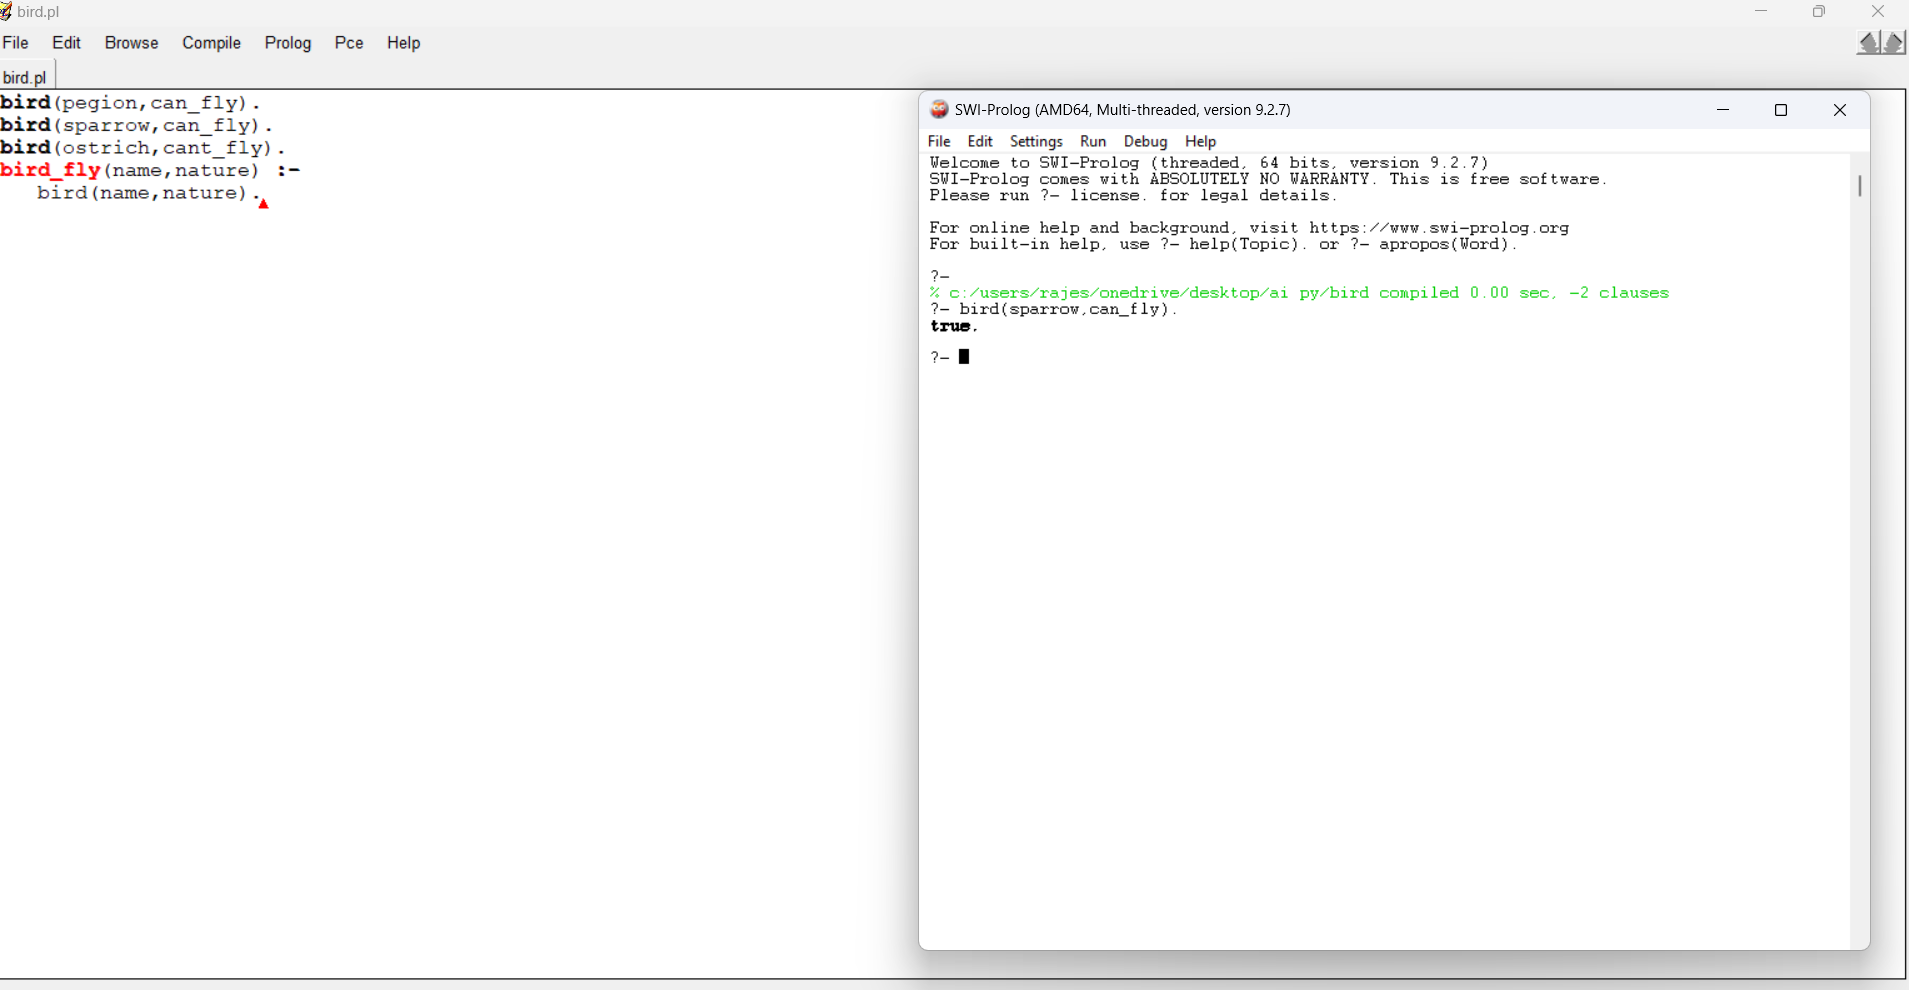 bird.pl
File Edit Browse Compile Prolog Pce Help
bird.pl
bird(pegion,can_fly).
bird(sparrow,can_fly).
bird(ostrich,cant_fly).
bird_fly(name,nature) :-
bird(name,nature).
SWI-Prolog (AMD64, Multi-threaded, version 9.2.7)
File Edit Settings Run Debug Help
Welcome to SWI-Prolog (threaded, 64 bits, version 9.2.7)
SWI-Prolog comes with ABSOLUTELY NO WARRANTY. This is free software.
Please run ?- license. for legal details.
For online help and background, visit https://www.swi-prolog.org
For built-in help, use ?- help(Topic). or ?- apropos(Word).
?-
% c:/users/rajes/onedrive/desktop/ai py/bird compiled 0.00 sec, -2 clauses
?- bird(sparrow,can_fly).
true.
?-